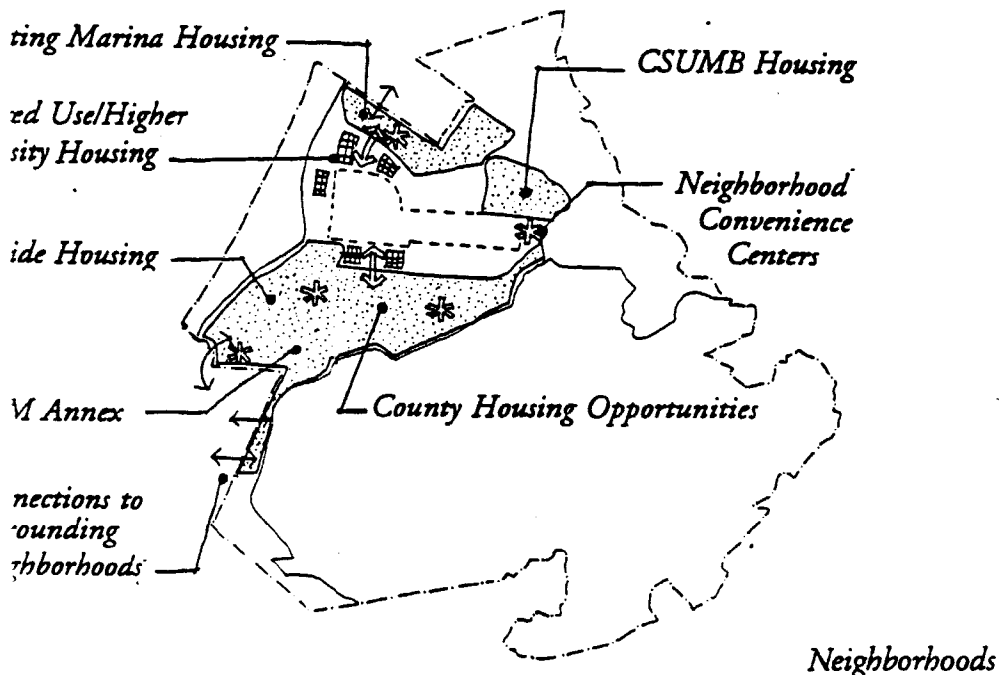 ting Marina Housing
CSUMB Housing
ed Use/Higher
sity Housing
Neighborhood
Convenience
Centers
ide Housing
M Annex
County Housing Opportunities
nections to
ounding
ghborhoods
Neighborhoods